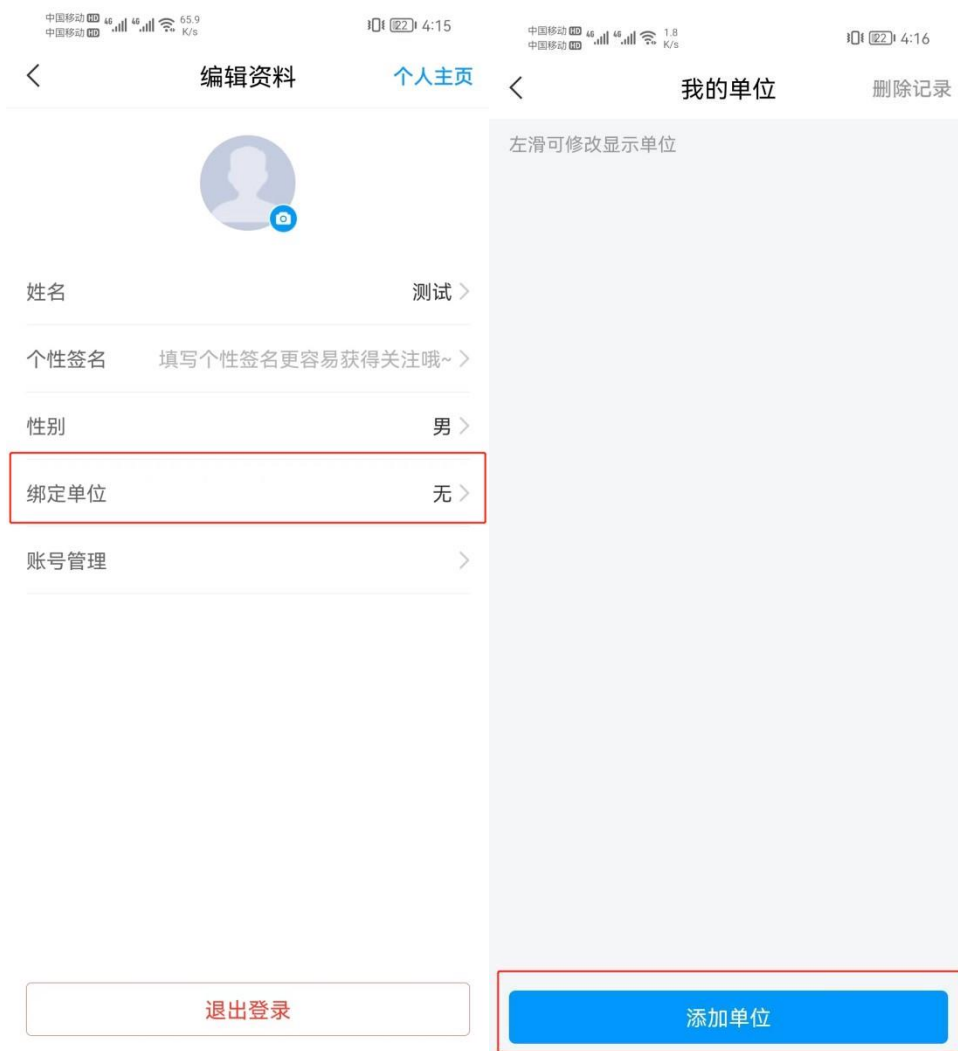 中国移动 HD 4G 4G 65.9
中国移动 HD K/s
22 4:15
编辑资料
个人主页
姓名
测试
个性签名
填写个性签名更容易获得关注哦~
性别
男
绑定单位
无
账号管理
退出登录
中国移动 HD 4G 4G 1.8
中国移动 HD K/s
22 4:16
我的单位
删除记录
左滑可修改显示单位
添加单位